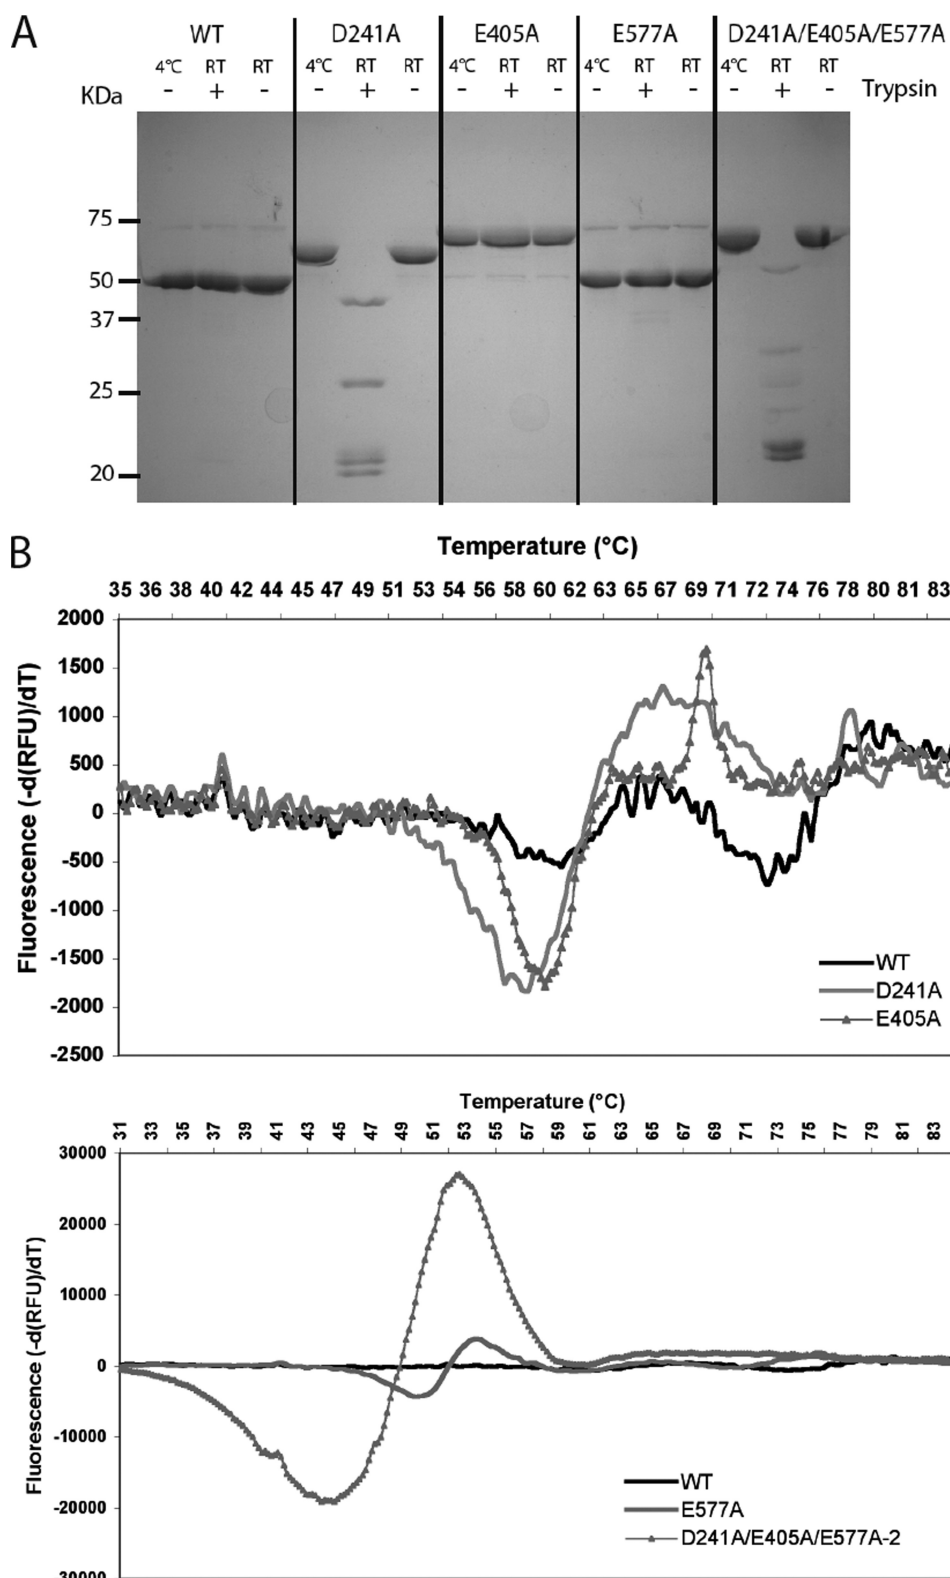 A
WT D241A E405A E577A D241A/E405A/E577A
4°C RT RT 4°C RT RT 4°C RT RT 4°C RT RT 4°C RT RT
KDa - + - - + - - + - - + - - + - Trypsin
75
50
37
25
20
B
Temperature (°C)
35 36 38 40 42 44 45 47 49 51 53 54 56 58 60 62 63 65 67 69 71 72 74 76 78 80 81 83
2000
1500
1000
500
0
-500
-1000
-1500
-2000
-2500
Fluorescence (-d(RFU)/dT)
WT
D241A
E405A
Temperature (°C)
31 33 35 37 39 41 43 45 47 49 51 53 55 57 59 61 63 65 67 69 71 73 75 77 79 81 83
30000
20000
10000
0
-10000
-20000
-30000
Fluorescence (-d(RFU)/dT)
WT
E577A
D241A/E405A/E577A-2